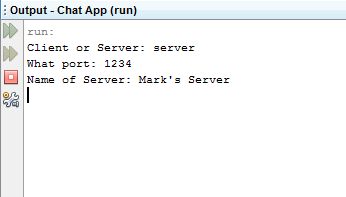 Output - Chat App (run)
run:
Client or Server: server
What port: 1234
Name of Server: Mark's Server